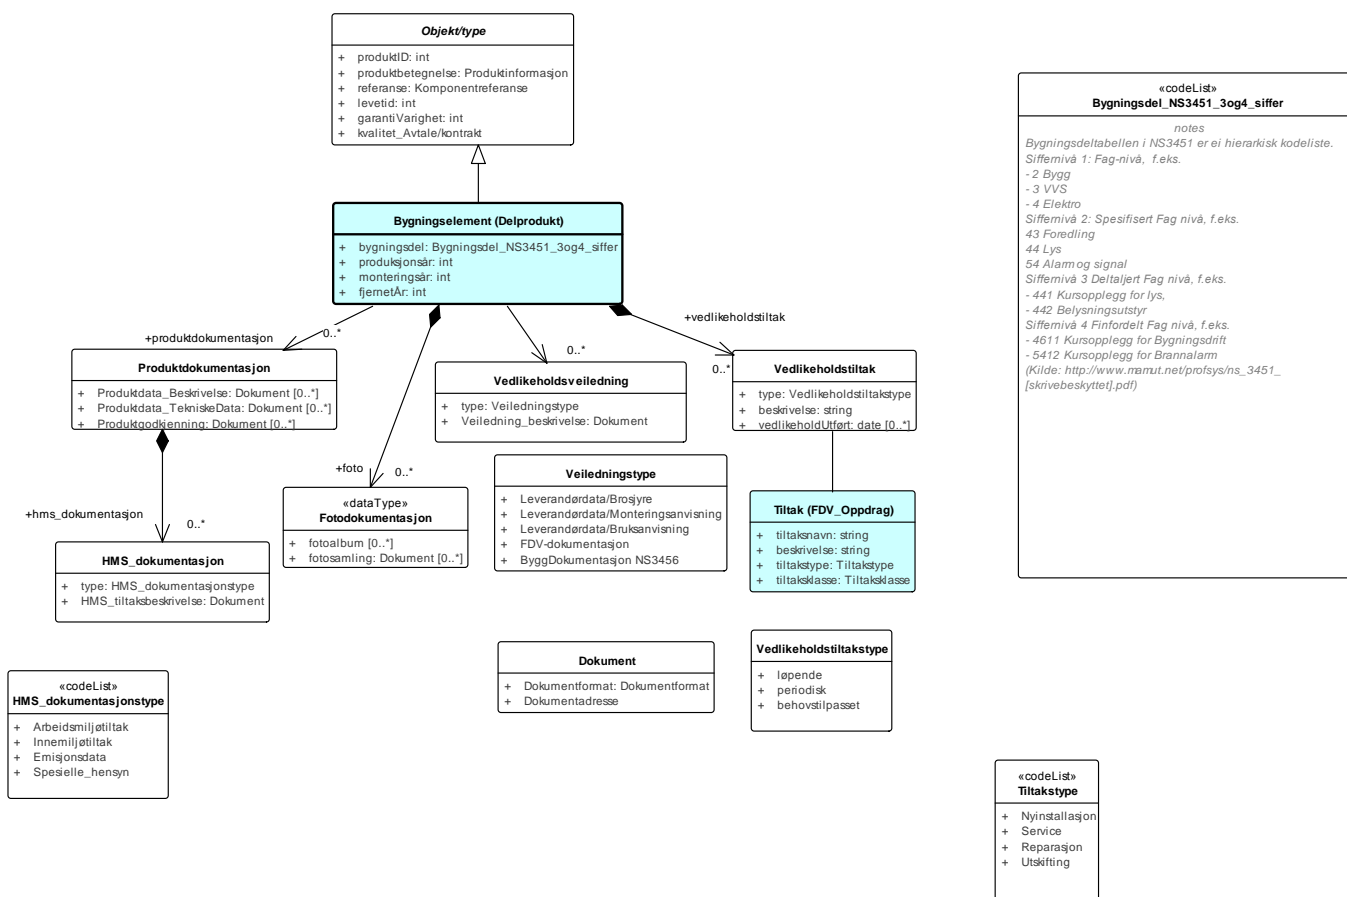 Objekt/type
+ produktID: int
+ produktbetegnelse: Produktinformasjon
+ referanse: Komponentreferanse
+ levetid: int
+ garantiVarighet: int
+ kvalitet_Avtale/kontrakt
«codeList»
Bygningsdel_NS3451_3og4_siffer
notes
Bygningsdeltabellen i NS3451 er ei hierarkisk kodeliste.
Siffernivå 1: Fag-nivå, f.eks.
- 2 Bygg
- 3 VVS
- 4 Elektro
Siffernivå 2: Spesifisert Fag nivå, f.eks.
43 Foredling
44 Lys
54 Alarm og signal
Siffernivå 3 Deltaljert Fag nivå, f.eks.
- 441 Kursopplegg for lys,
- 442 Belysningsutstyr
Siffernivå 4 Finfordelt Fag nivå, f.eks.
- 4611 Kursopplegg for Bygningsdrift
- 5412 Kursopplegg for Brannalarm
(Kilde: http://www.mamut.net/profsys/ns_3451_
[skrivebeskyttet].pdf)
Bygningselement (Delprodukt)
+ bygningsdel: Bygningsdel_NS3451_3og4_siffer
+ produksjonsår: int
+ monteringsår: int
+ fjernetÅr: int
+produktdokumentasjon
0..*
0..*
+vedlikeholdstiltak
0..*
Produktdokumentasjon
+ Produktdata_Beskrivelse: Dokument [0..*]
+ Produktdata_TekniskeData: Dokument [0..*]
+ Produktgodkjenning: Dokument [0..*]
Vedlikeholdsveiledning
+ type: Veiledningstype
+ Veiledning_beskrivelse: Dokument
Vedlikeholdstiltak
+ type: Vedlikeholdstiltakstype
+ beskrivelse: string
+ vedlikeholdUtført: date [0..*]
+foto
0..*
+hms_dokumentasjon
0..*
«dataType»
Fotodokumentasjon
+ fotoalbum [0..*]
+ fotosamling: Dokument [0..*]
Veiledningstype
+ Leverandørdata/Brosjyre
+ Leverandørdata/Monteringsanvisning
+ Leverandørdata/Bruksanvisning
+ FDV-dokumentasjon
+ ByggDokumentasjon NS3456
Tiltak (FDV_Oppdrag)
+ tiltaksnavn: string
+ beskrivelse: string
+ tiltakstype: Tiltakstype
+ tiltaksklasse: Tiltaksklasse
HMS_dokumentasjon
+ type: HMS_dokumentasjonstype
+ HMS_tiltaksbeskrivelse: Dokument
Dokument
+ Dokumentformat: Dokumentformat
+ Dokumentadresse
Vedlikeholdstiltakstype
+ løpende
+ periodisk
+ behovstilpasset
«codeList»
HMS_dokumentasjonstype
+ Arbeidsmiljøtiltak
+ Innemiljøtiltak
+ Emisjonsdata
+ Spesielle_hensyn
«codeList»
Tiltakstype
+ Nyinstallasjon
+ Service
+ Reparasjon
+ Utskifting